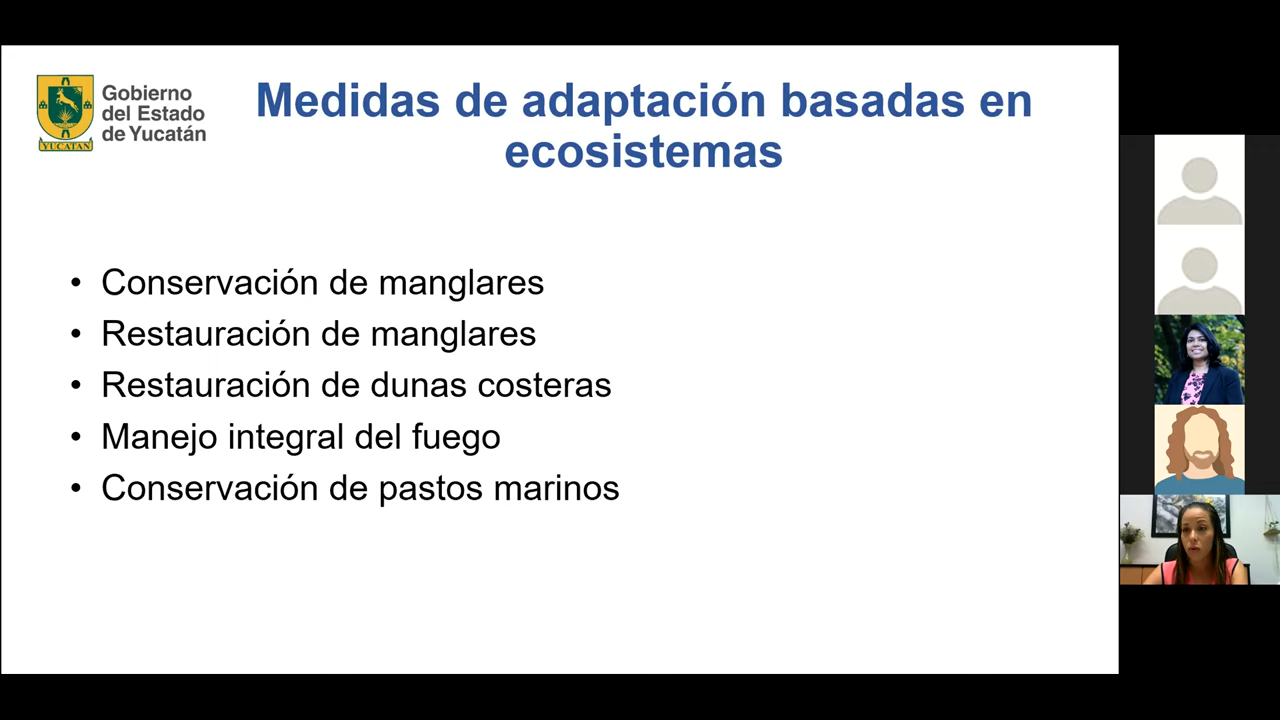 Gobierno
del Estado
de Yucatán
YUCATÁN
Medidas de adaptación basadas en
ecosistemas
• Conservación de manglares
• Restauración de manglares
• Restauración de dunas costeras
• Manejo integral del fuego
• Conservación de pastos marinos